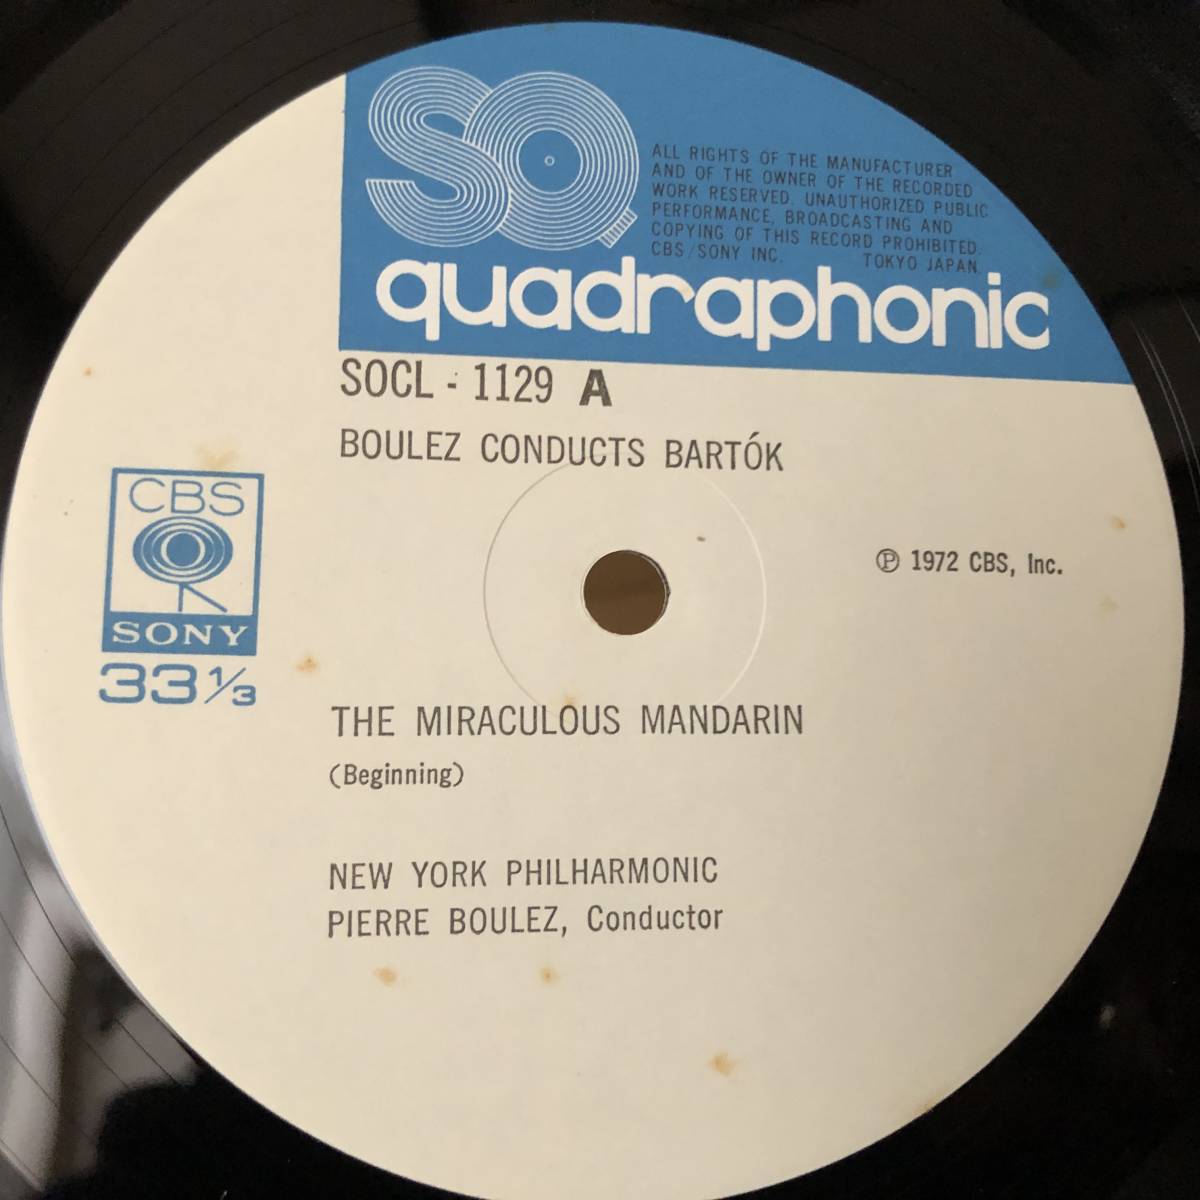 SQ
ALL RIGHTS OF THE MANUFACTURER
AND OF THE OWNER OF THE RECORDED
WORK RESERVED. UNAUTHORIZED PUBLIC
PERFORMANCE, BROADCASTING AND
COPYING OF THIS RECORD PROHIBITED.
CBS/SONY INC. TOKYO JAPAN
quadraphonic
SOCL - 1129 A
BOULEZ CONDUCTS BARTÓK
CBS
SONY
33 1/3
℗ 1972 CBS, Inc.
THE MIRACULOUS MANDARIN
(Beginning)
NEW YORK PHILHARMONIC
PIERRE BOULEZ, Conductor